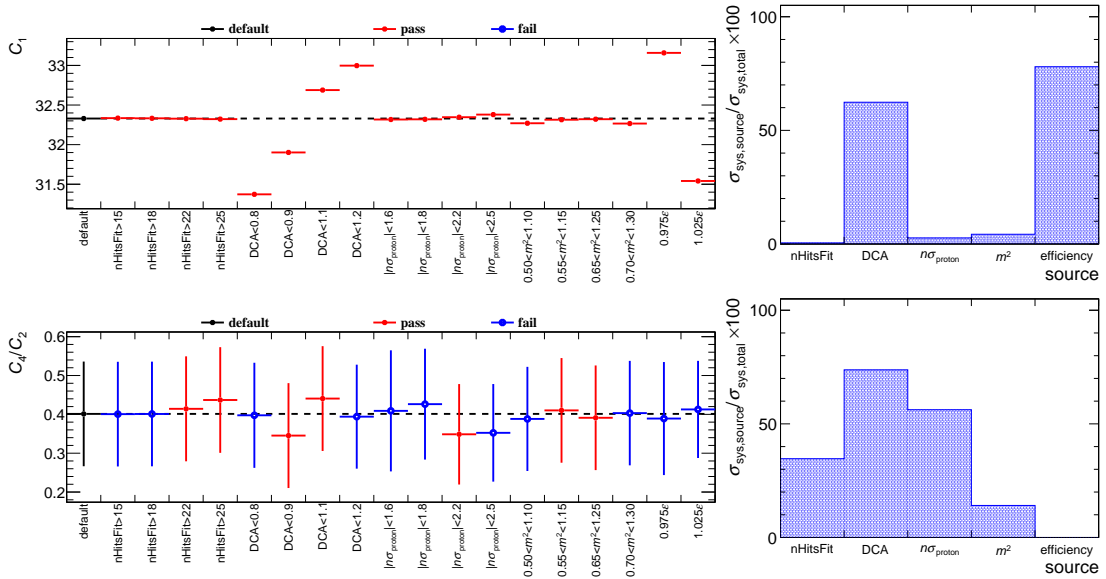 default pass fail
C₁
33
32.5
32
31.5
default
nHitsFit>15
nHitsFit>18
nHitsFit>22
nHitsFit>25
DCA<0.8
DCA<0.9
DCA<1.1
DCA<1.2
|nσproton|<1.6
|nσproton|<1.8
|nσproton|<2.2
|nσproton|<2.5
0.50<m²<1.10
0.55<m²<1.15
0.65<m²<1.25
0.70<m²<1.30
0.975ε
1.025ε
σsys,source/σsys,total ×100
100
50
0
nHitsFit DCA nσproton m² efficiency
source
default pass fail
C₄/C₂
0.6
0.5
0.4
0.3
0.2
default
nHitsFit>15
nHitsFit>18
nHitsFit>22
nHitsFit>25
DCA<0.8
DCA<0.9
DCA<1.1
DCA<1.2
|nσproton|<1.6
|nσproton|<1.8
|nσproton|<2.2
|nσproton|<2.5
0.50<m²<1.10
0.55<m²<1.15
0.65<m²<1.25
0.70<m²<1.30
0.975ε
1.025ε
σsys,source/σsys,total ×100
100
50
0
nHitsFit DCA nσproton m² efficiency
source